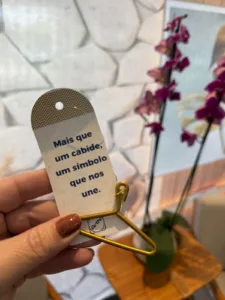 Mais que
um cabide,
um símbolo
que nos
une.